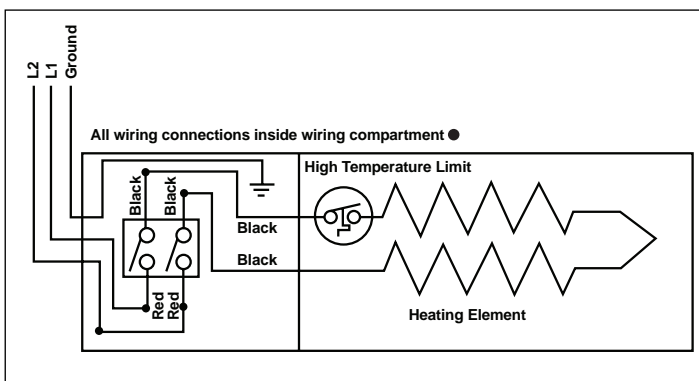 L2
L1
Ground
All wiring connections inside wiring compartment ●
High Temperature Limit
Black
Black
Black
Black
Red
Red
Heating Element